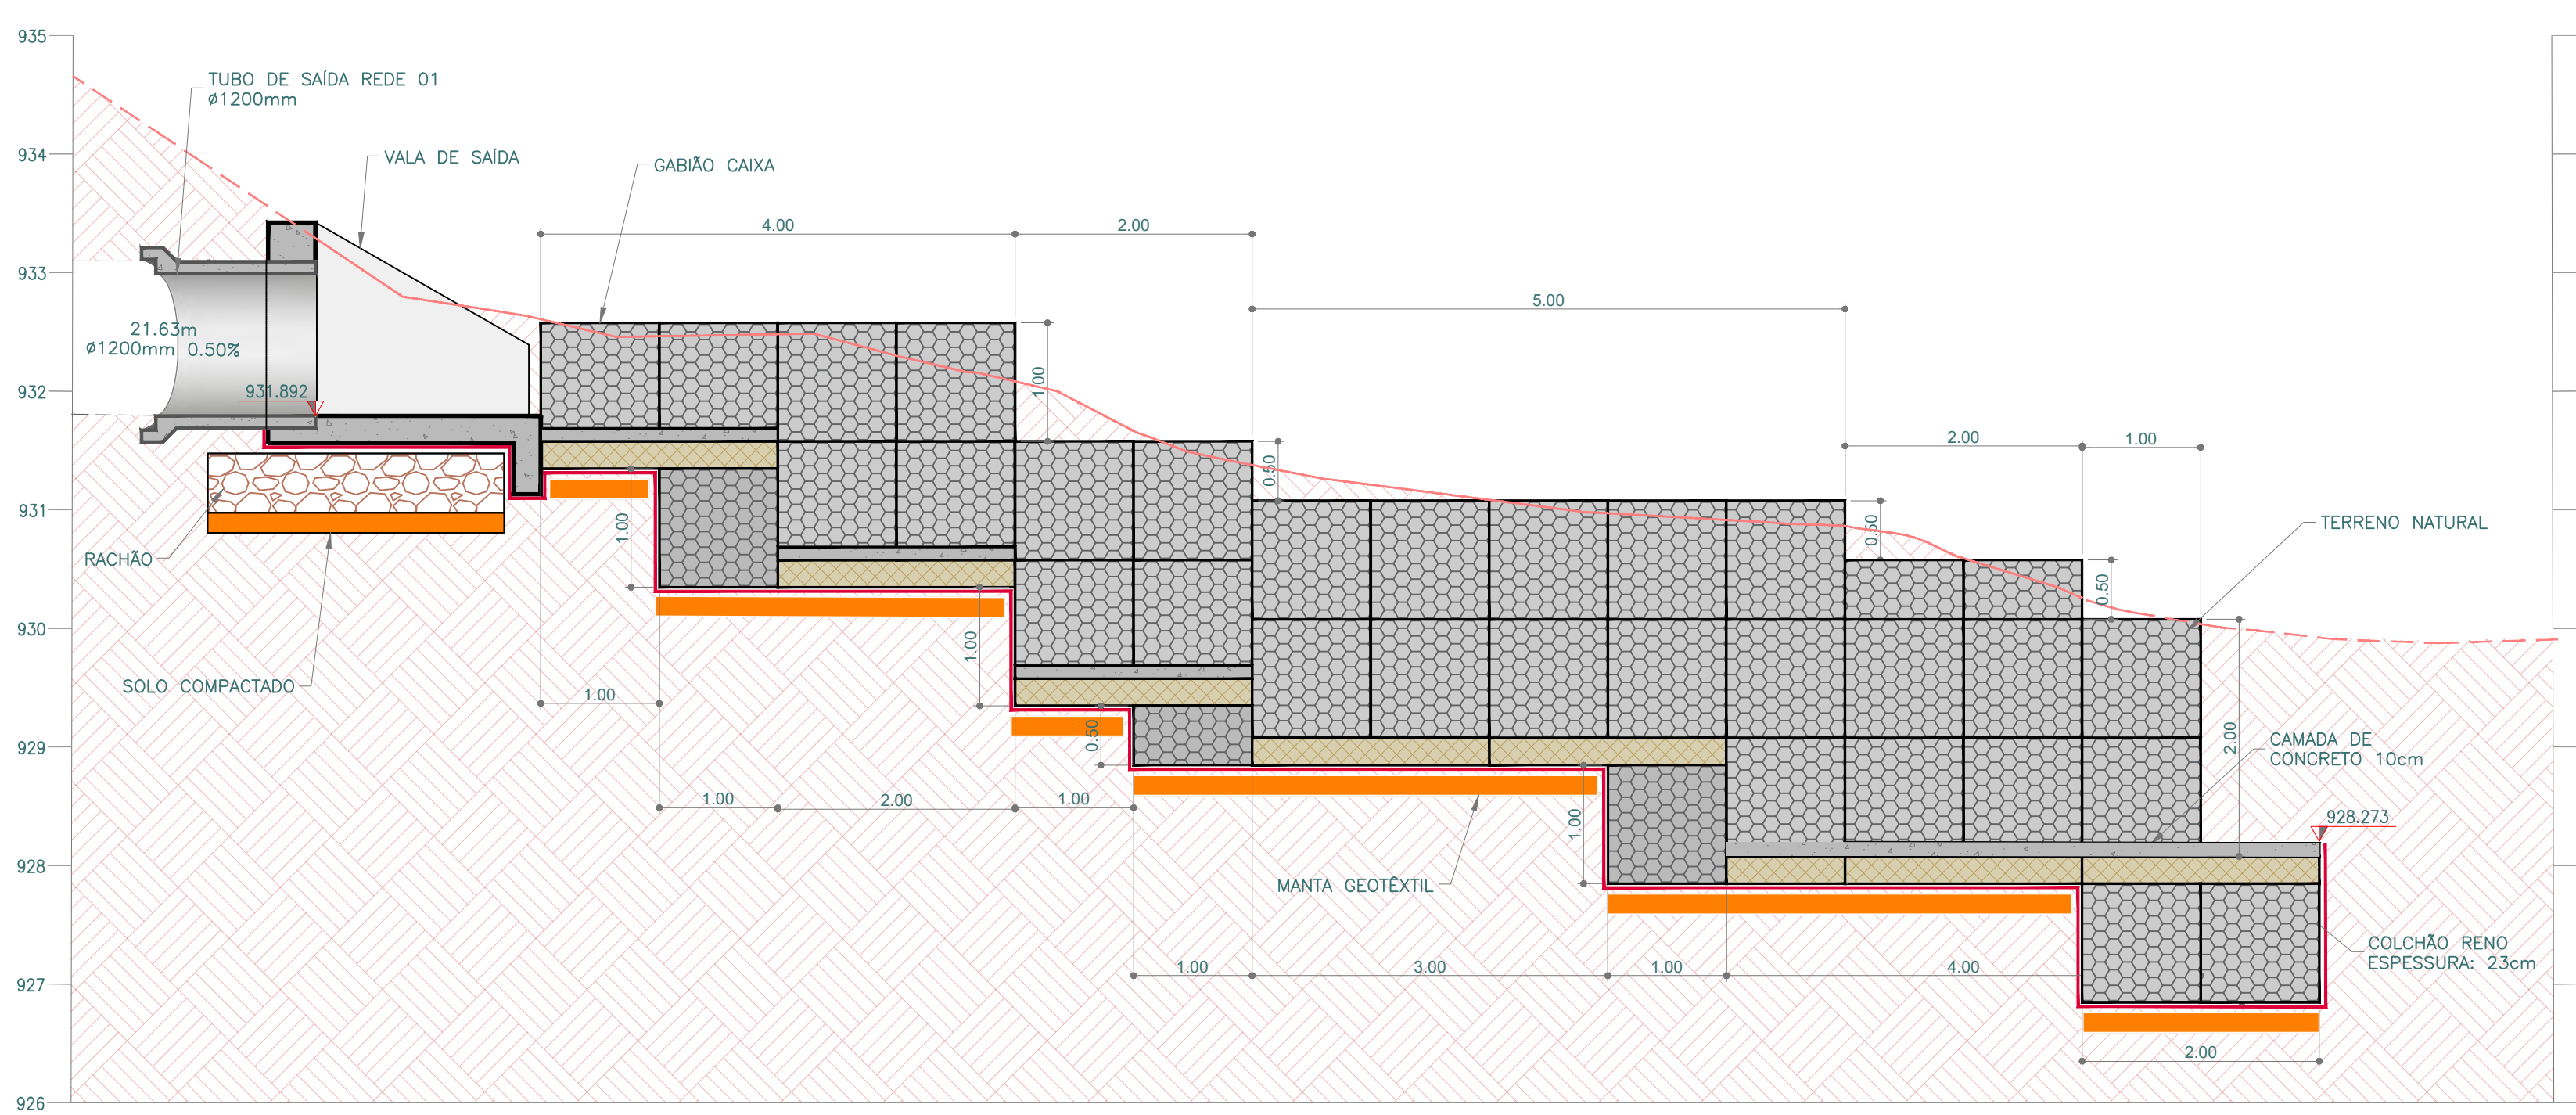 935
TUBO DE SAÍDA REDE 01
ø1200mm
934
VALA DE SAÍDA
GABIÃO CAIXA
4.00
2.00
933
5.00
21.63m
ø1200mm 0.50%
932
931.892
1.00
2.00
1.00
0.50
931
1.00
0.50
TERRENO NATURAL
RACHÃO
0.50
930
1.00
SOLO COMPACTADO
1.00
929
0.50
2.00
CAMADA DE
CONCRETO 10cm
1.00
2.00
1.00
1.00
928.273
928
MANTA GEOTÊXTIL
COLCHÃO RENO
ESPESSURA: 23cm
927
1.00
3.00
1.00
4.00
2.00
926